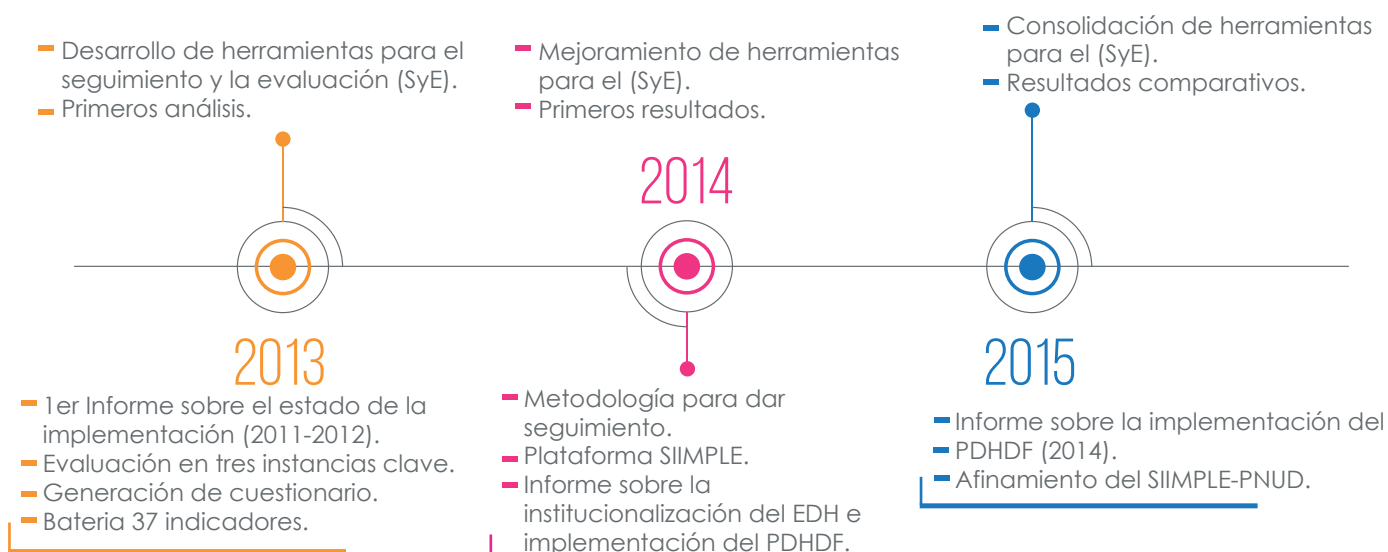 Desarrollo de herramientas para el
seguimiento y la evaluación (SyE).
Primeros análisis.
2013
1er Informe sobre el estado de la
implementación (2011-2012).
Evaluación en tres instancias clave.
Generación de cuestionario.
Bateria 37 indicadores.
Mejoramiento de herramientas
para el (SyE).
Primeros resultados.
2014
Metodología para dar
seguimiento.
Plataforma SIIMPLE.
Informe sobre la
institucionalización del EDH e
implementación del PDHDF.
Consolidación de herramientas
para el (SyE).
Resultados comparativos.
2015
Informe sobre la implementación del
PDHDF (2014).
Afinamiento del SIIMPLE-PNUD.